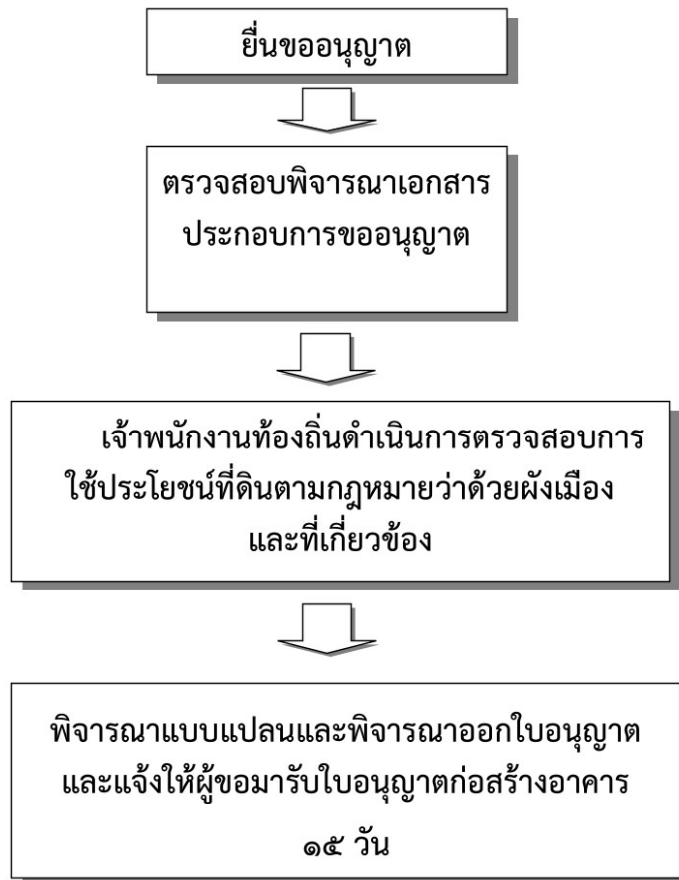 ยื่นขออนุญาต
ตรวจสอบพิจารณาเอกสาร
ประกอบการขออนุญาต
เจ้าพนักงานท้องถิ่นดำเนินการตรวจสอบการ
ใช้ประโยชน์ที่ดินตามกฎหมายว่าด้วยผังเมือง
และที่เกี่ยวข้อง
พิจารณาแบบแปลนและพิจารณาออกใบอนุญาต
และแจ้งให้ผู้ขอมารับใบอนุญาตก่อสร้างอาคาร
๑๕ วัน